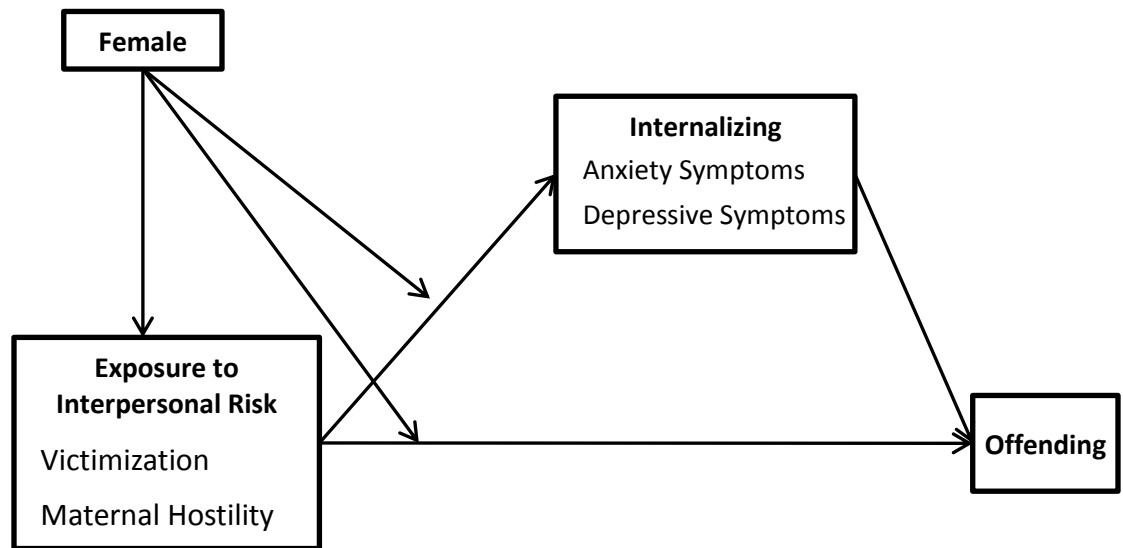 Female
Internalizing
Anxiety Symptoms
Depressive Symptoms
Exposure to
Interpersonal Risk
Victimization
Maternal Hostility
Offending